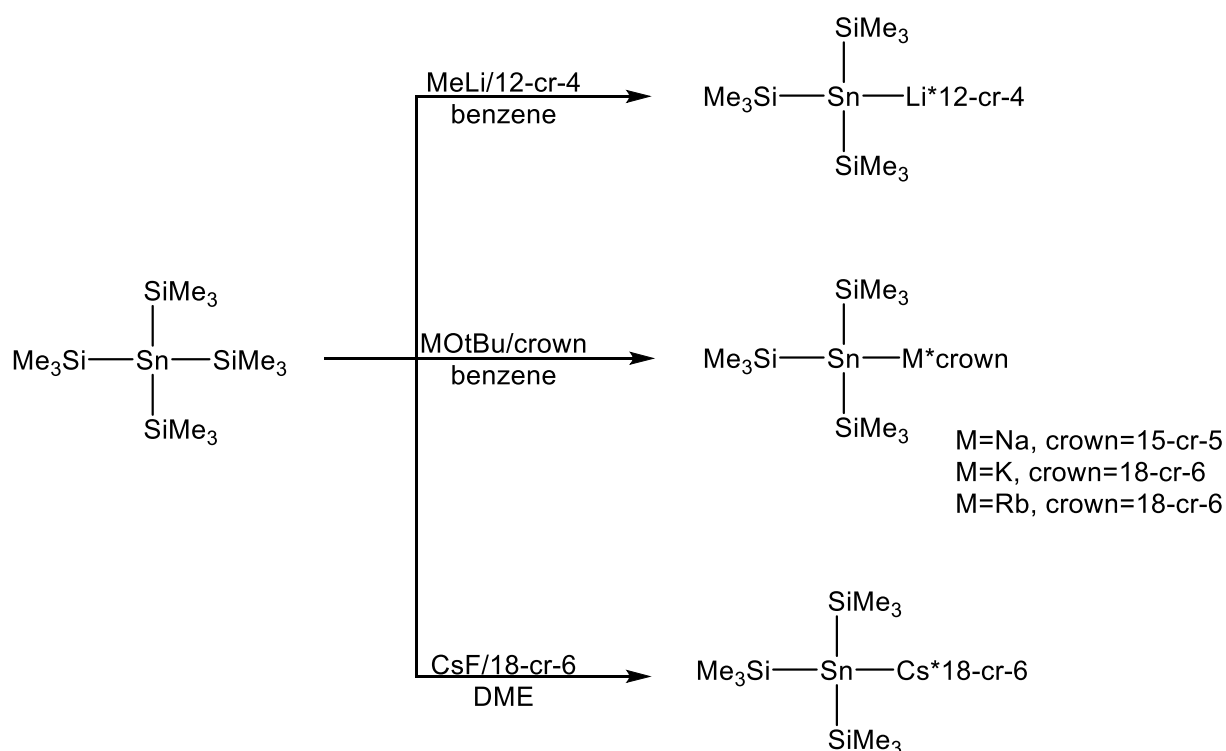 SiMe3
MeLi/12-cr-4
benzene
Me3Si Sn Li*12-cr-4
SiMe3
SiMe3
Me3Si Sn SiMe3
SiMe3
MOtBu/crown
benzene
SiMe3
Me3Si Sn M*crown
SiMe3
M=Na, crown=15-cr-5
M=K, crown=18-cr-6
M=Rb, crown=18-cr-6
CsF/18-cr-6
DME
SiMe3
Me3Si Sn Cs*18-cr-6
SiMe3